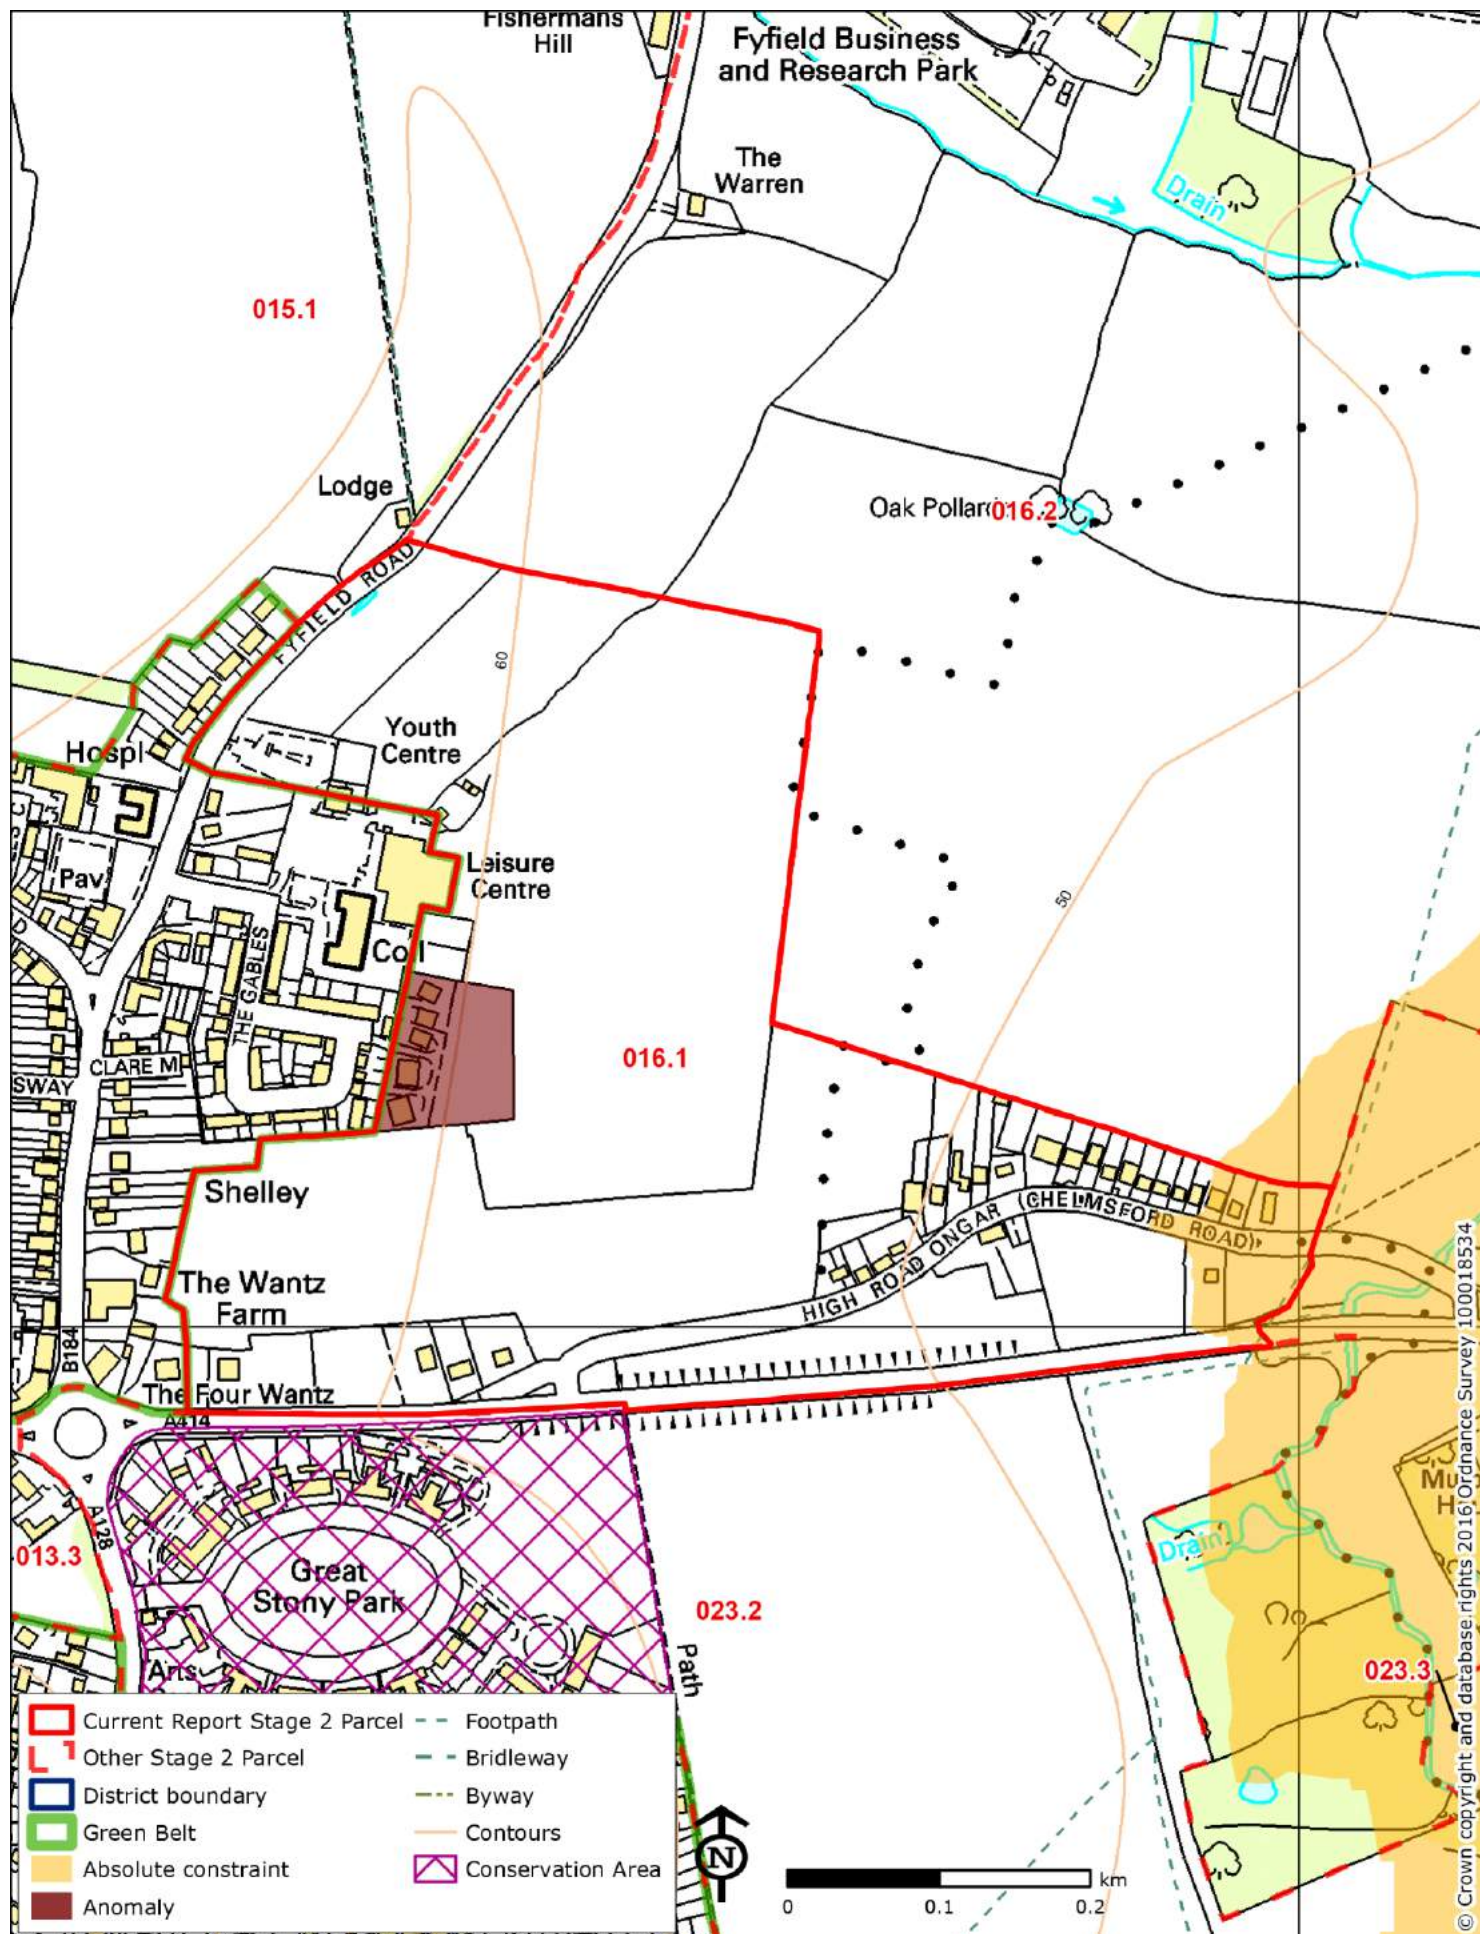 Fishermans
Hill
Fyfield Business
and Research Park
The
Warren
Drain
015.1
Lodge
Oak Pollard
016.2
FYFIELD ROAD
60
Youth
Centre
Hospl
Leisure
Centre
Pav
Coll
50
THE GABLES
CLARE M
SWAY
016.1
Shelley
HIGH ROAD ONGAR (CHELMSFORD ROAD)
The Wantz
Farm
B184
The Four Wantz
A414
A128
013.3
Great
Stony Park
Drain
023.2
Path
Arts
023.3
Current Report Stage 2 Parcel
Other Stage 2 Parcel
District boundary
Green Belt
Absolute constraint
Anomaly
Footpath
Bridleway
Byway
Contours
Conservation Area
N
km
0 0.1 0.2
© Crown copyright and database rights 2016 Ordnance Survey 100018534